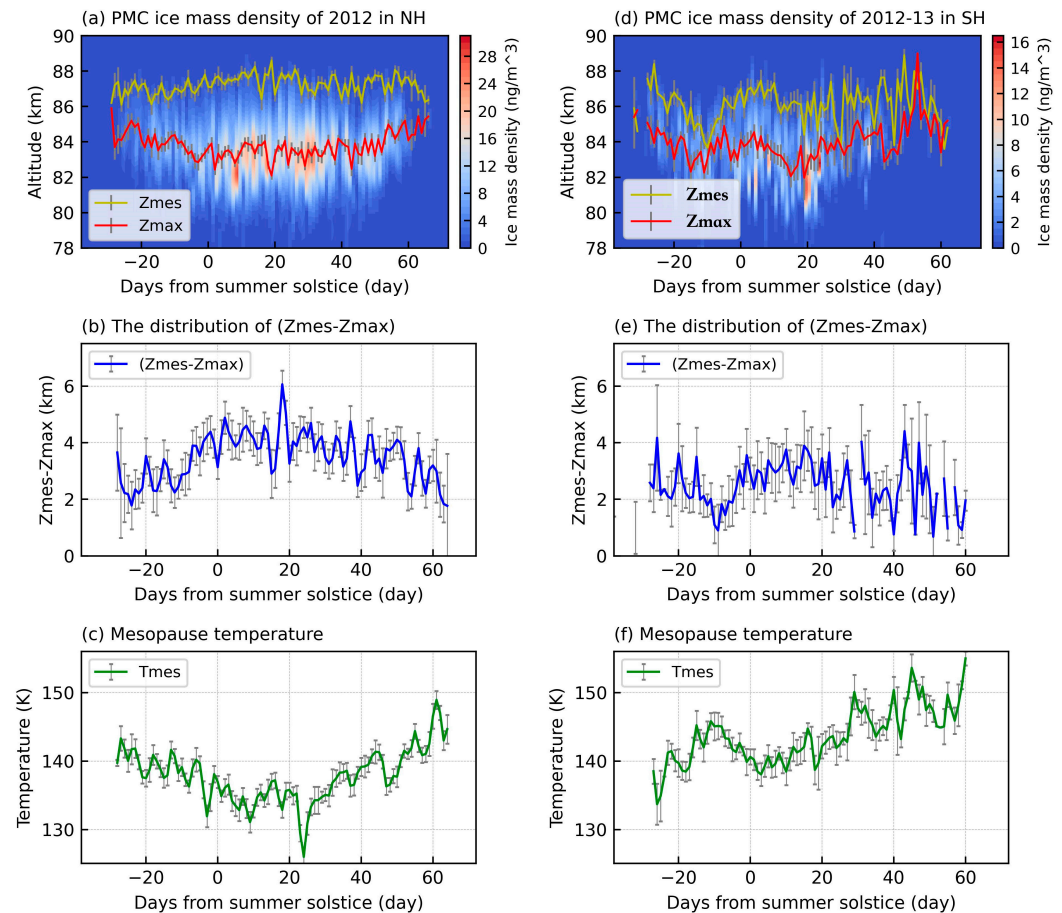 (a) PMC ice mass density of 2012 in NH
90
88
86
84
82
80
78
Altitude (km)
Zmes
Zmax
−20
0
20
40
60
Days from summer solstice (day)
28
24
20
16
12
8
4
0
Ice mass density (ng/m^3)
(d) PMC ice mass density of 2012-13 in SH
90
88
86
84
82
80
78
Altitude (km)
Zmes
Zmax
−20
0
20
40
60
Days from summer solstice (day)
16
14
12
10
8
6
4
2
0
Ice mass density (ng/m^3)
(b) The distribution of (Zmes-Zmax)
(Zmes-Zmax)
6
4
2
0
Zmes-Zmax (km)
−20
0
20
40
60
Days from summer solstice (day)
(e) The distribution of (Zmes-Zmax)
(Zmes-Zmax)
6
4
2
0
Zmes-Zmax (km)
−20
0
20
40
60
Days from summer solstice (day)
(c) Mesopause temperature
Tmes
150
140
130
Temperature (K)
−20
0
20
40
60
Days from summer solstice (day)
(f) Mesopause temperature
Tmes
150
140
130
Temperature (K)
−20
0
20
40
60
Days from summer solstice (day)